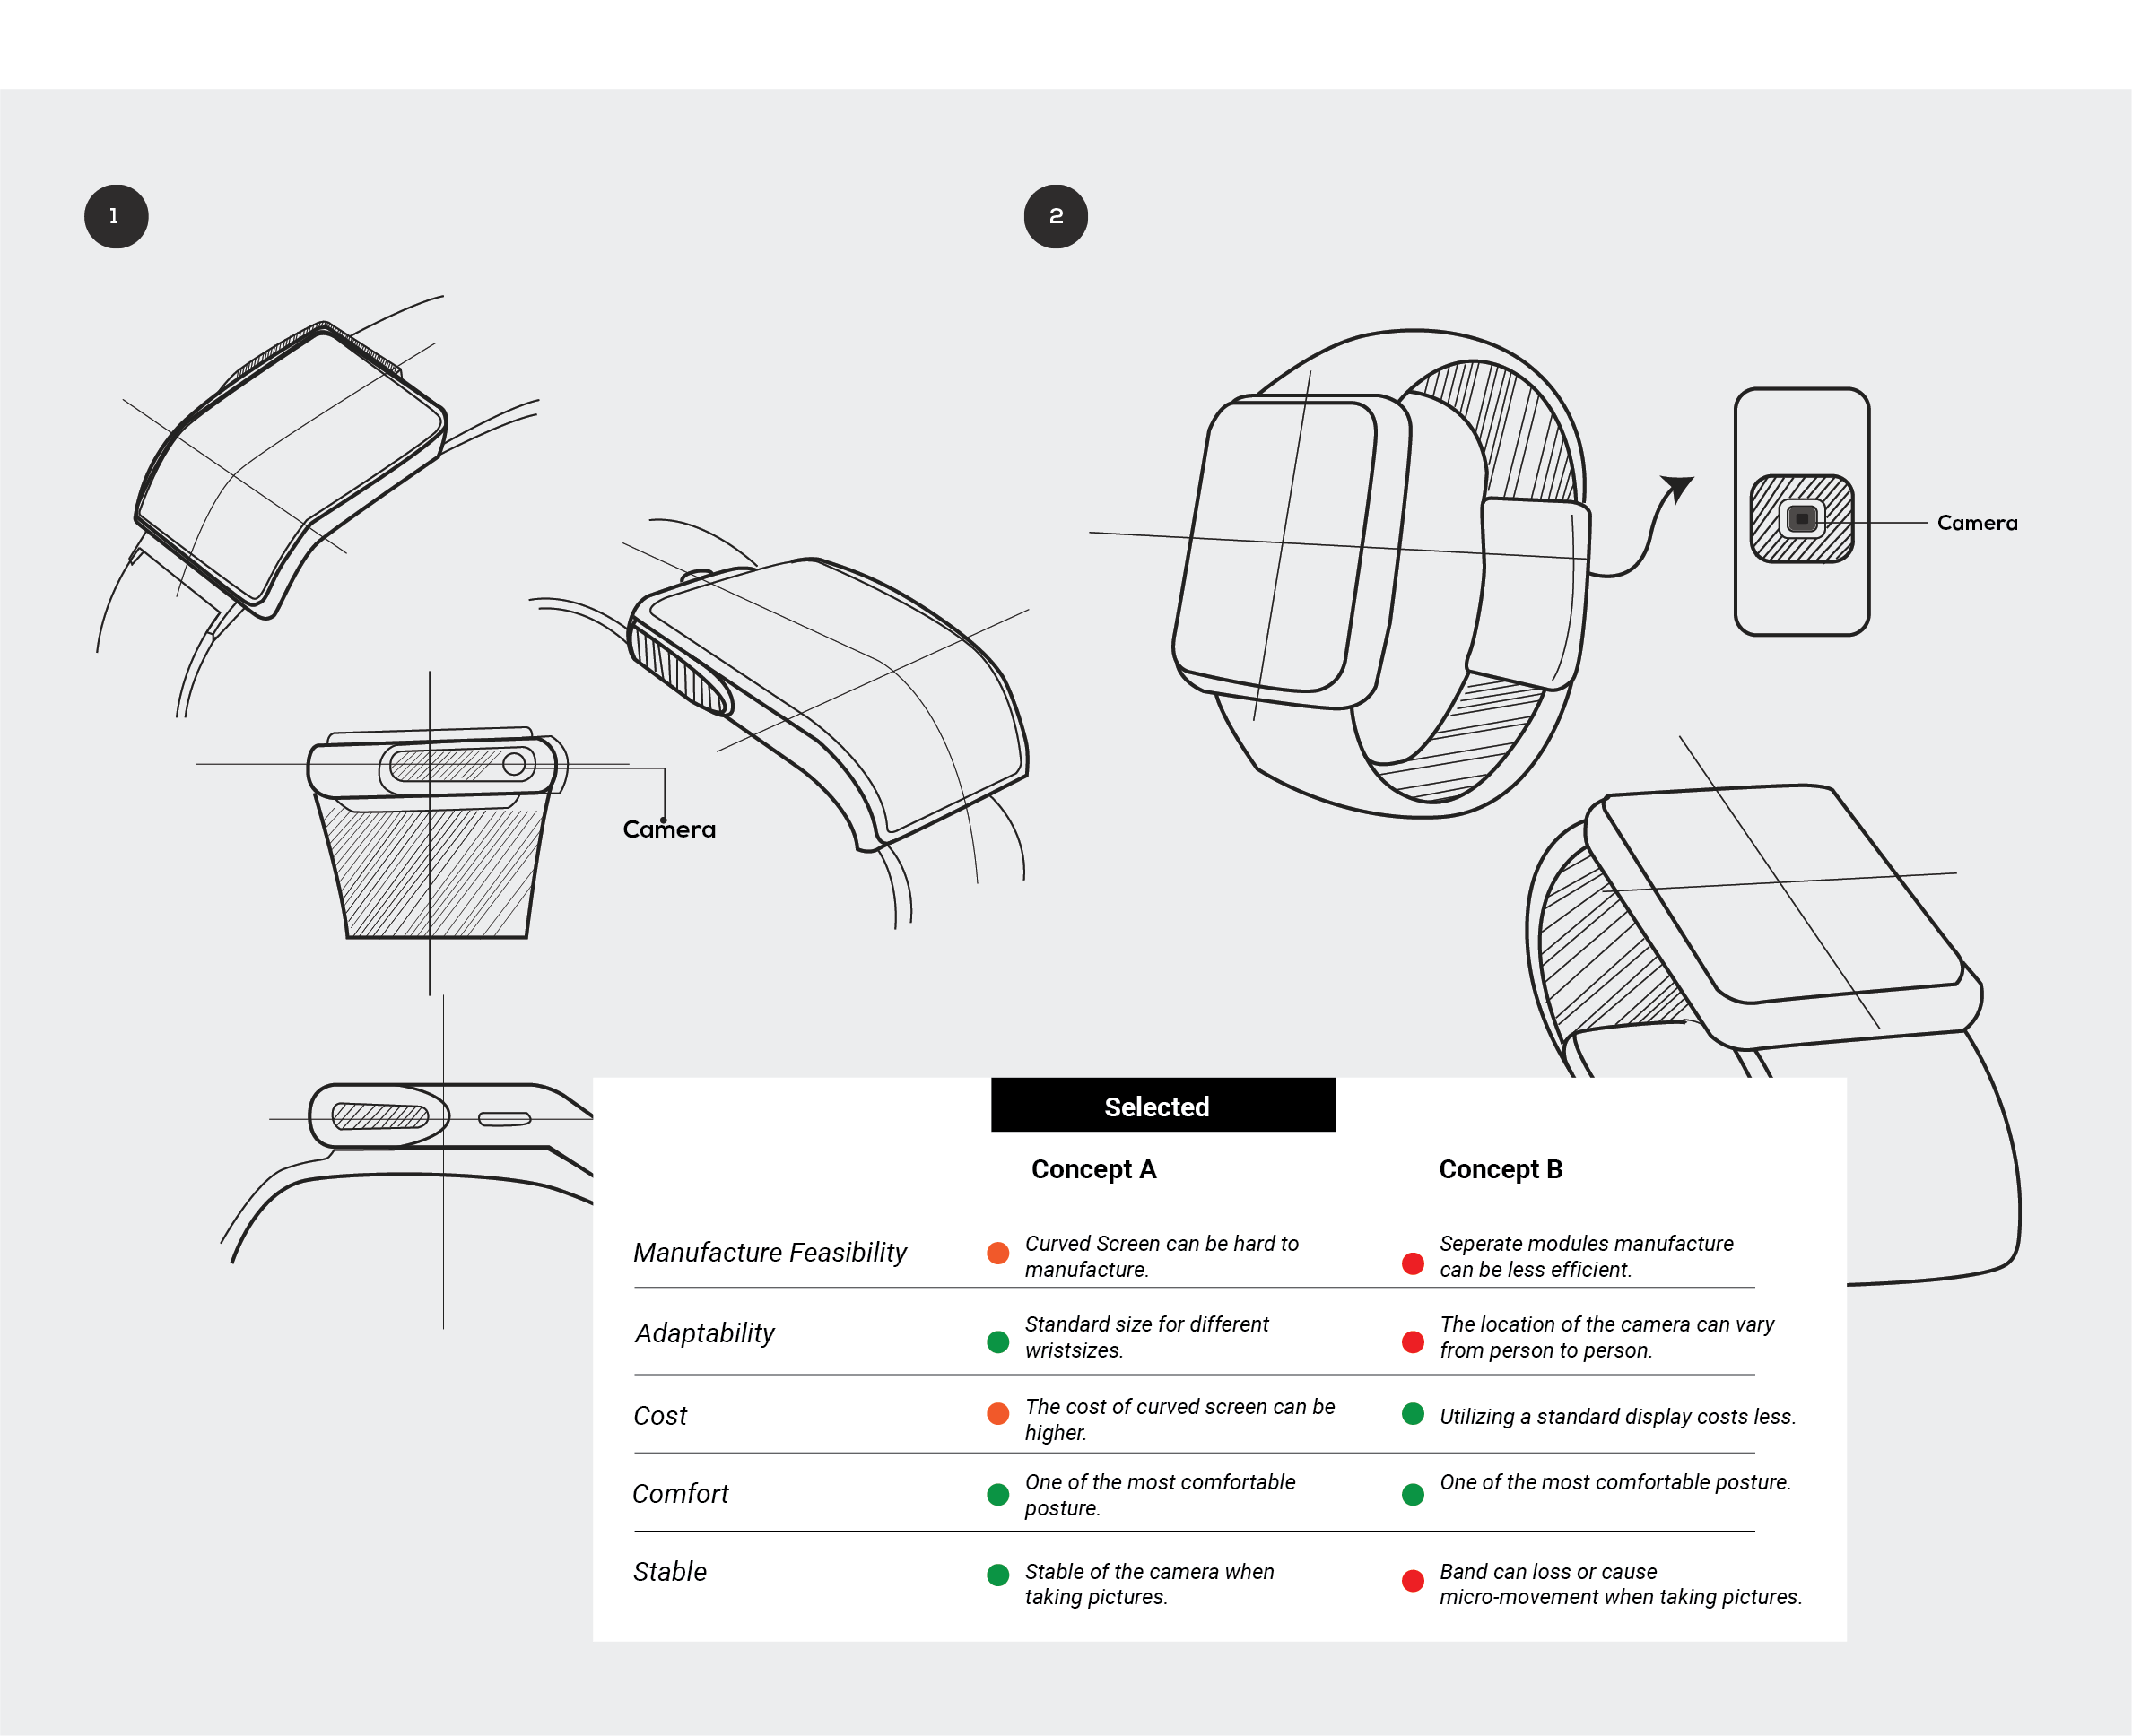 1
2
Camera
Camera
Selected
Concept A
Concept B
Manufacture Feasibility
Curved Screen can be hard to
manufacture.
Seperate modules manufacture
can be less efficient.
Adaptability
Standard size for different
wristsizes.
The location of the camera can vary
from person to person.
Cost
The cost of curved screen can be
higher.
Utilizing a standard display costs less.
Comfort
One of the most comfortable
posture.
One of the most comfortable posture.
Stable
Stable of the camera when
taking pictures.
Band can loss or cause
micro-movement when taking pictures.